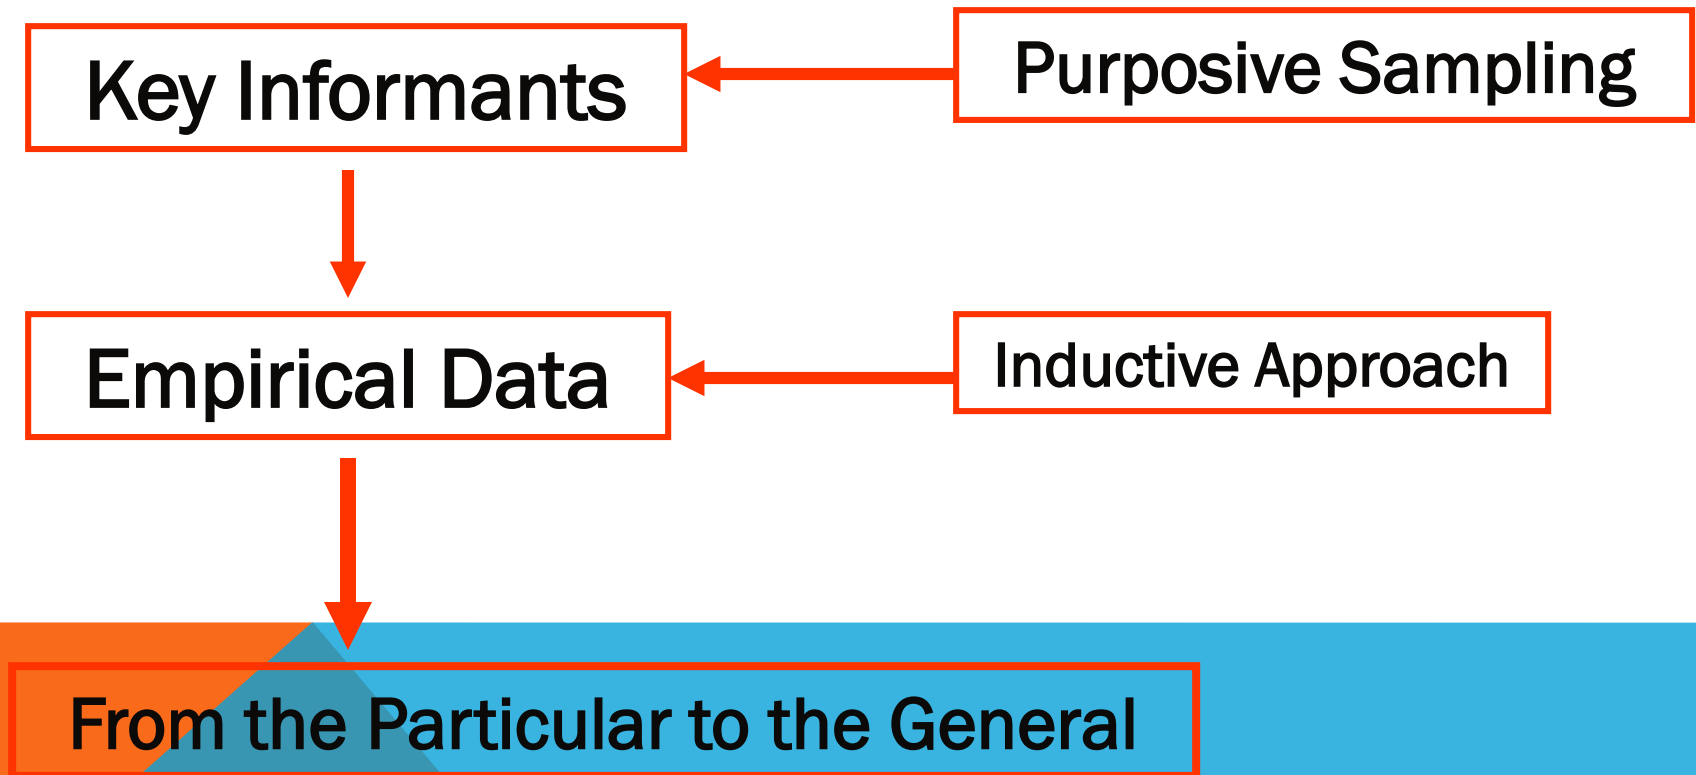 Key Informants
Purposive Sampling
Empirical Data
Inductive Approach
From the Particular to the General